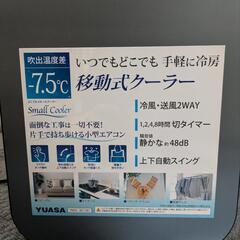 吹出温度差
-7.5℃
Small Cooler
面倒な工事は一切不要!
片手で持ち歩ける小型エアコン
いつでもどこでも 手軽に冷房
移動式クーラー
冷風・送風2WAY
1,2,4,8時間 切タイマー
騒音値
静かな 約48dB
上下自動スイング
YUASA